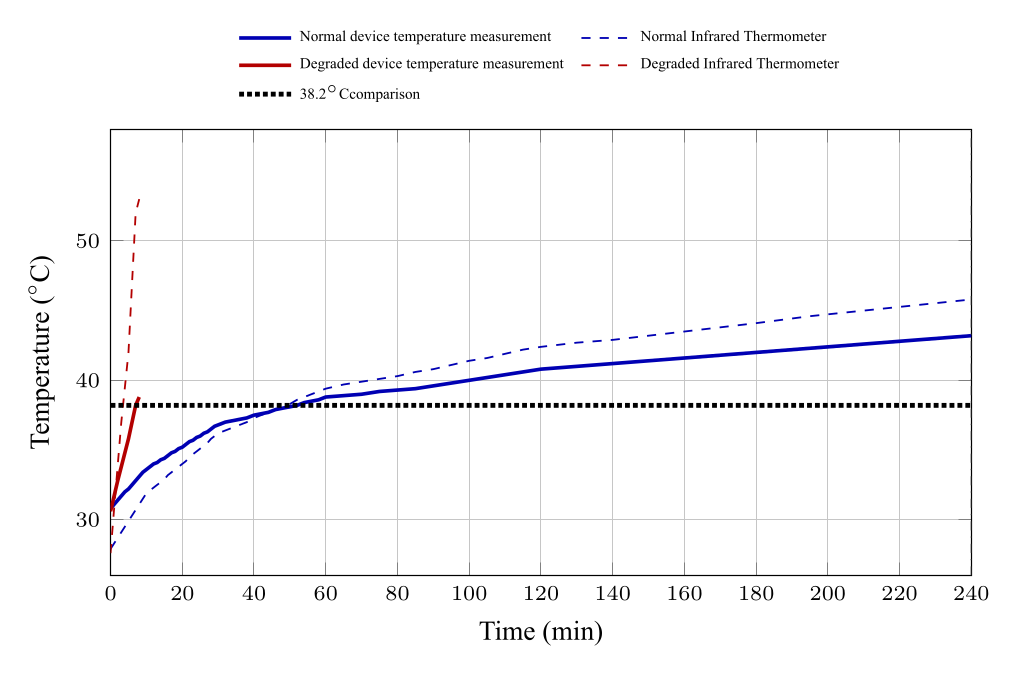 Normal device temperature measurement
Normal Infrared Thermometer
Degraded device temperature measurement
Degraded Infrared Thermometer
38.2° Ccomparison
50
40
30
Temperature (°C)
0 20 40 60 80 100 120 140 160 180 200 220 240
Time (min)